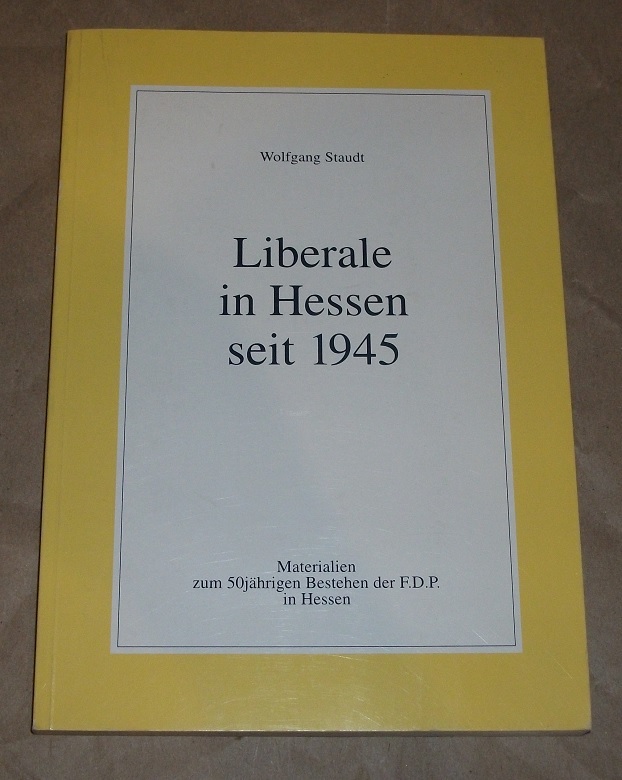 Wolfgang Staudt
Liberale
in Hessen
seit 1945
Materialien
zum 50jährigen Bestehen der F.D.P.
in Hessen